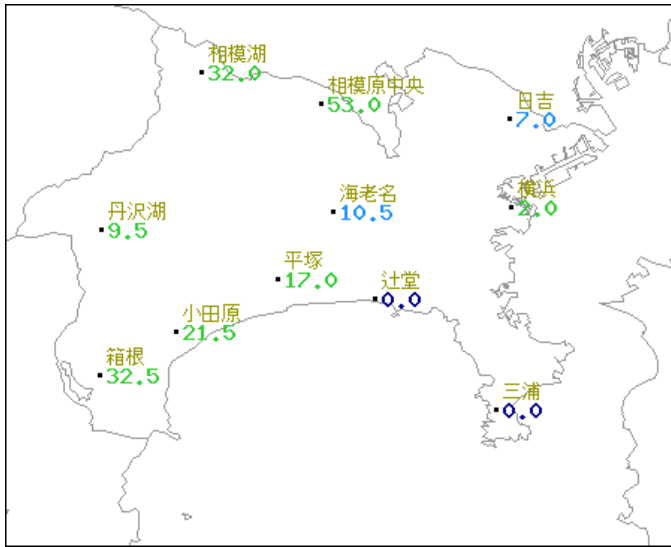 相模湖
32.0
相模原中央
53.0
日吉
7.0
海老名
10.5
横浜
2.0
丹沢湖
9.5
平塚
17.0
辻堂
0.0
小田原
21.5
箱根
32.5
三浦
0.0